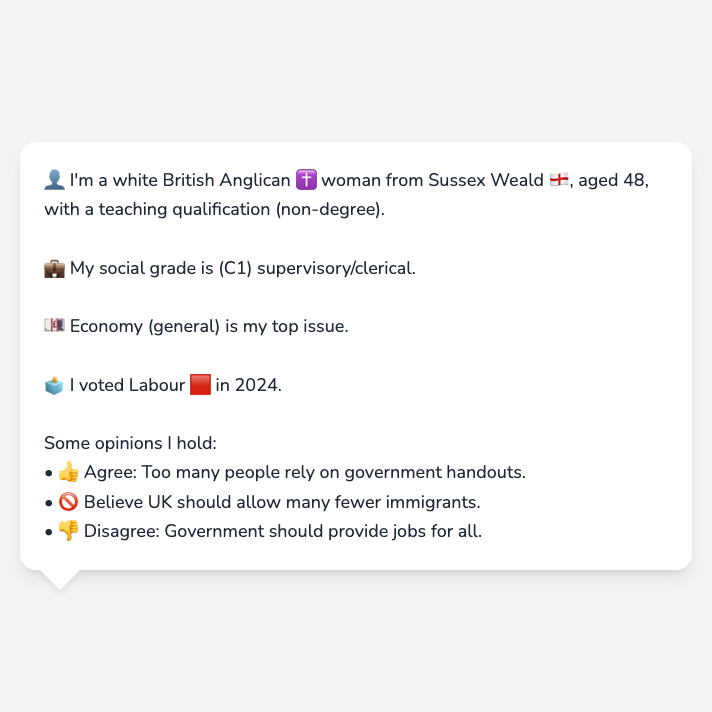 👤 I'm a white British Anglican ✝️ woman from Sussex Weald 🏴󠁧󠁢󠁥󠁮󠁧󠁿, aged 48,
with a teaching qualification (non-degree).
💼 My social grade is (C1) supervisory/clerical.
💷 Economy (general) is my top issue.
🗳️ I voted Labour 🟥 in 2024.
Some opinions I hold:
• 👍 Agree: Too many people rely on government handouts.
• 🚫 Believe UK should allow many fewer immigrants.
• 👎 Disagree: Government should provide jobs for all.